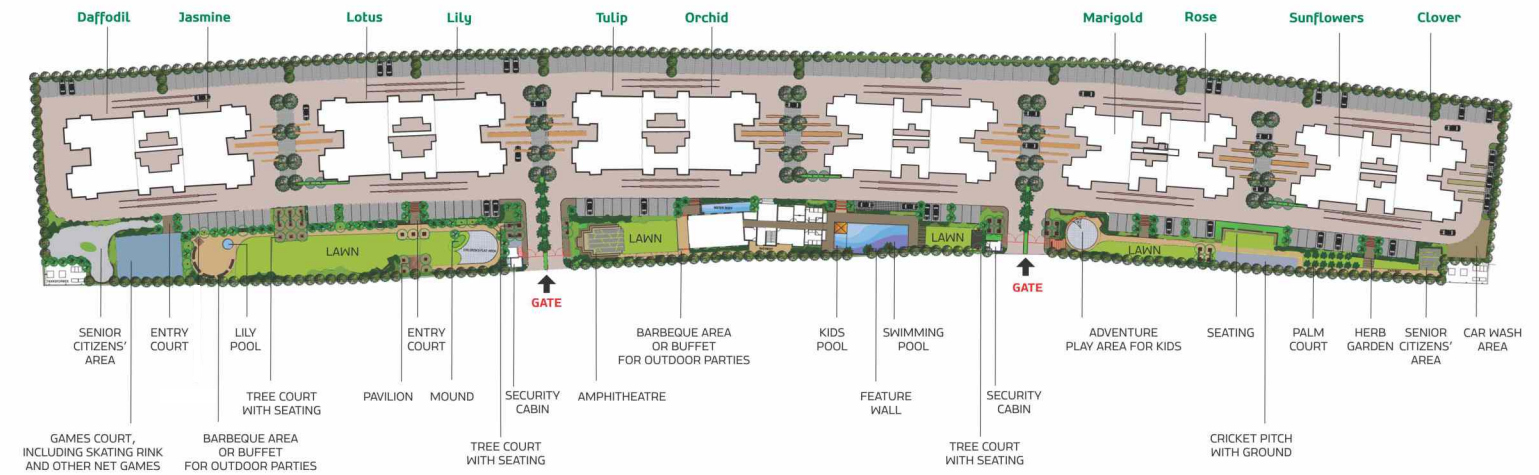 Daffodil
Jasmine
Lotus
Lily
Tulip
Orchid
Marigold
Rose
Sunflowers
Clover
LAWN
LAWN
LAWN
LAWN
GATE
GATE
SENIOR
CITIZENS'
AREA
ENTRY
COURT
LILY
POOL
ENTRY
COURT
BARBEQUE AREA
OR BUFFET
FOR OUTDOOR PARTIES
KIDS
POOL
SWIMMING
POOL
ADVENTURE
PLAY AREA FOR KIDS
SEATING
PALM
COURT
HERB
GARDEN
SENIOR
CITIZENS'
AREA
CAR WASH
AREA
TREE COURT
WITH SEATING
PAVILION
MOUND
SECURITY
CABIN
AMPHITHEATRE
FEATURE
WALL
SECURITY
CABIN
GAMES COURT,
INCLUDING SKATING RINK
AND OTHER NET GAMES
BARBEQUE AREA
OR BUFFET
FOR OUTDOOR PARTIES
TREE COURT
WITH SEATING
TREE COURT
WITH SEATING
CRICKET PITCH
WITH GROUND